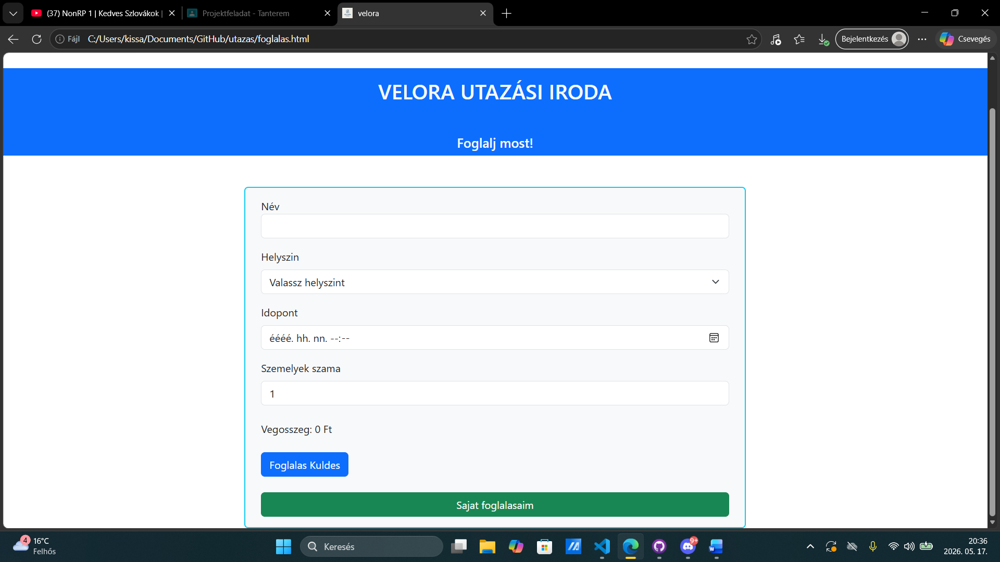 (37) NonRP 1 | Kedves Szlovákok |
Projektfeladat - Tanterem
velora
Fájl
C:/Users/kissa/Documents/GitHub/utazas/foglalas.html
Bejelentkezés
Csevegés
VELORA UTAZÁSI IRODA
Foglalj most!
Név
Helyszin
Valassz helyszint
Idopont
éééé. hh. nn. --:--
Szemelyek szama
1
Vegosszeg: 0 Ft
Foglalas Kuldes
Sajat foglalasaim
4
16°C
Felhős
Keresés
9+
20:36
2026. 05. 17.